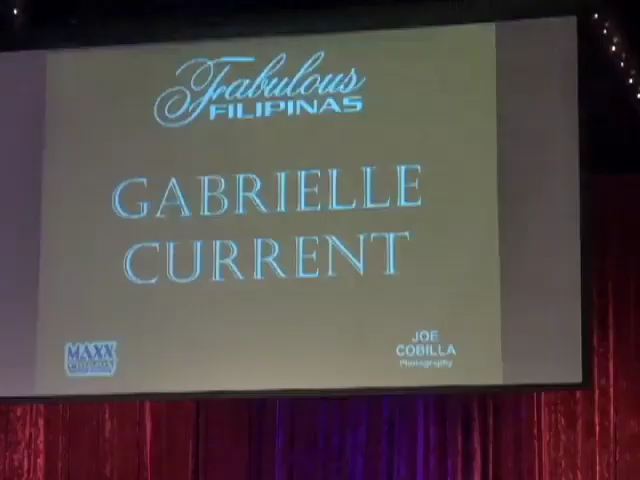 Fabulous
FILIPINAS
GABRIELLE
CURRENT
MAXX
JOE
COBILLA
Photography